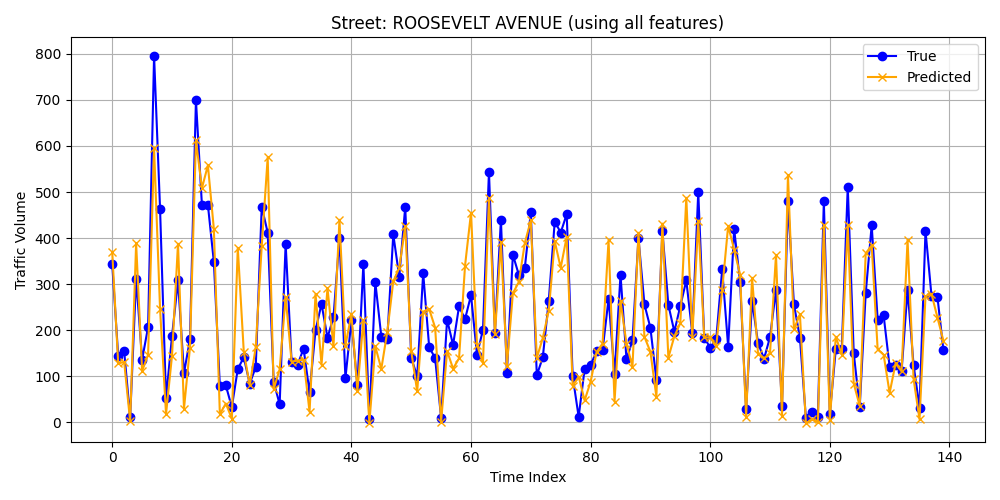 Street: ROOSEVELT AVENUE (using all features)
True
Predicted
Traffic Volume
800
700
600
500
400
300
200
100
0
0 20 40 60 80 100 120 140
Time Index